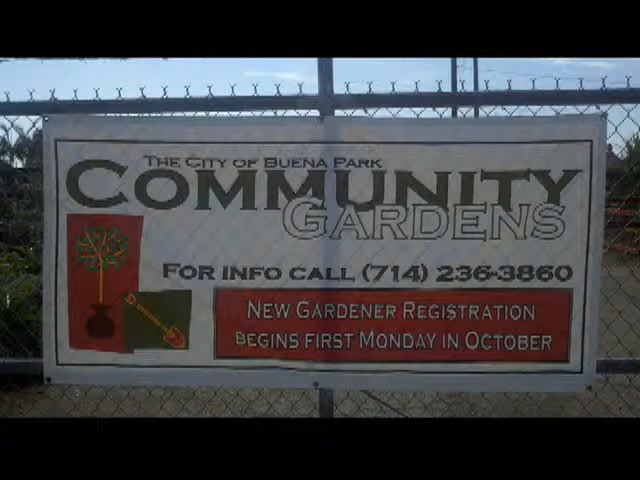 THE CITY OF BUENA PARK
COMMUNITY
GARDENS
FOR INFO CALL (714) 236-3860
NEW GARDENER REGISTRATION
BEGINS FIRST MONDAY IN OCTOBER